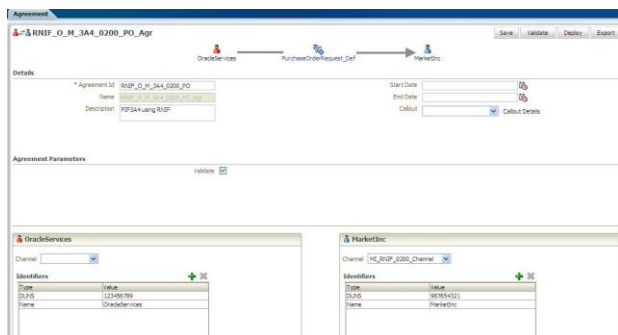 Agreement
RNIF_O_M_3A4_0200_PO_Agr
Save Validate Deploy Export
OracleServices PurchaseOrderRequest_Def MarketInc
Details
* Agreement Id RNIF_O_M_3A4_0200_PO
Name RNIF_O_M_3A4_0200_PO_Agr
Description PIP3A4 using RNIF
Start Date
End Date
Callout Callout Details
Agreement Parameters
Validate
OracleServices
Channel
Identifiers
Type Value
DUNS 123456789
Name OracleServices
MarketInc
Channel MI_RNIF_0200_Channel
Identifiers
Type Value
DUNS 987654321
Name MarketInc